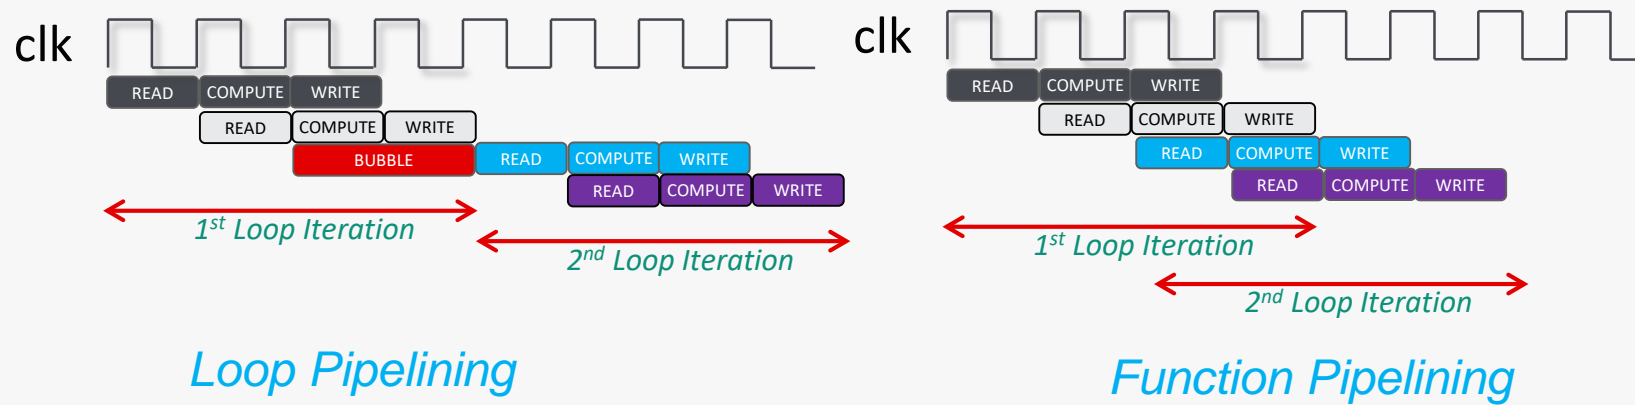 clk
READ COMPUTE WRITE
READ COMPUTE WRITE
BUBBLE READ COMPUTE WRITE
READ COMPUTE WRITE
1st Loop Iteration
2nd Loop Iteration
Loop Pipelining
clk
READ COMPUTE WRITE
READ COMPUTE WRITE
READ COMPUTE WRITE
READ COMPUTE WRITE
1st Loop Iteration
2nd Loop Iteration
Function Pipelining